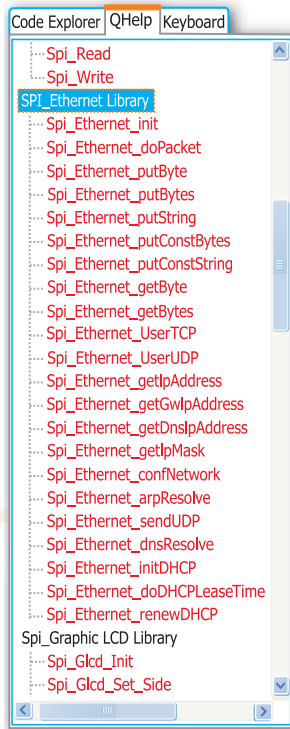 Code Explorer QHelp Keyboard
Spi_Read
Spi_Write
SPI_Ethernet Library
Spi_Ethernet_init
Spi_Ethernet_doPacket
Spi_Ethernet_putByte
Spi_Ethernet_putBytes
Spi_Ethernet_putString
Spi_Ethernet_putConstBytes
Spi_Ethernet_putConstString
Spi_Ethernet_getByte
Spi_Ethernet_getBytes
Spi_Ethernet_UserTCP
Spi_Ethernet_UserUDP
Spi_Ethernet_getIpAddress
Spi_Ethernet_getGwIpAddress
Spi_Ethernet_getDnsIpAddress
Spi_Ethernet_getIpMask
Spi_Ethernet_confNetwork
Spi_Ethernet_arpResolve
Spi_Ethernet_sendUDP
Spi_Ethernet_dnsResolve
Spi_Ethernet_initDHCP
Spi_Ethernet_doDHCPLeaseTime
Spi_Ethernet_renewDHCP
Spi_Graphic LCD Library
Spi_Glcd_Init
Spi_Glcd_Set_Side